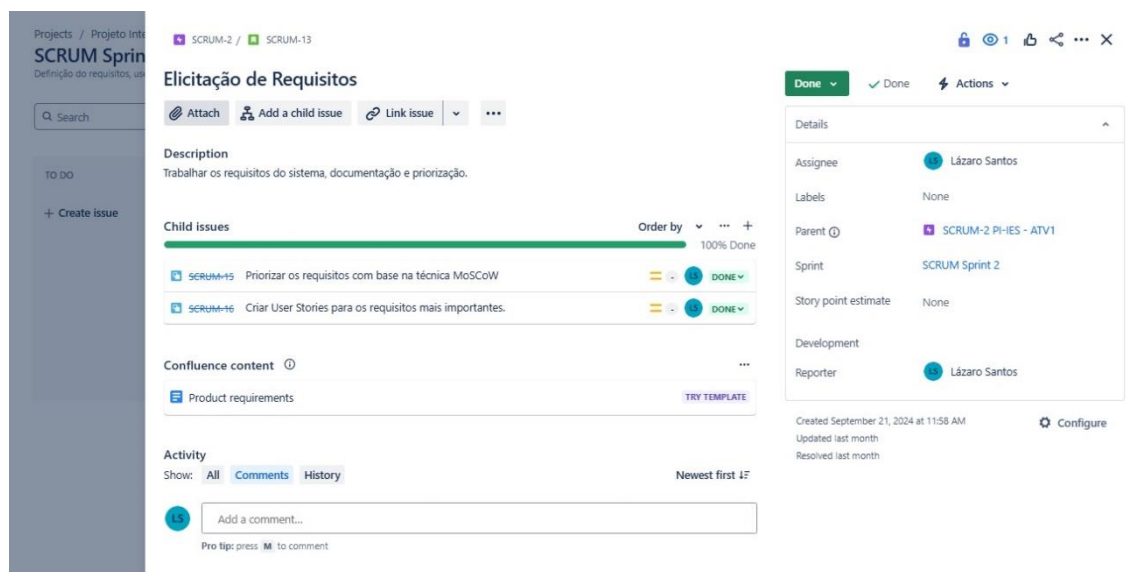 Projects / Projeto Inte
SCRUM Sprin
Definição do requisitos, use
Search
TO DO
+ Create issue
SCRUM-2 / SCRUM-13
1
Elicitação de Requisitos
Attach Add a child issue Link issue
Description
Trabalhar os requisitos do sistema, documentação e priorização.
Child issues Order by
100% Done
SCRUM-15 Priorizar os requisitos com base na técnica MoSCoW - LS DONE
SCRUM-16 Criar User Stories para os requisitos mais importantes. - LS DONE
Confluence content
Product requirements TRY TEMPLATE
Activity
Show: All Comments History Newest first
LS Add a comment...
Pro tip: press M to comment
Done Done Actions
Details
Assignee LS Lázaro Santos
Labels None
Parent SCRUM-2 PI-IES - ATV1
Sprint SCRUM Sprint 2
Story point estimate None
Development
Reporter LS Lázaro Santos
Created September 21, 2024 at 11:58 AM Configure
Updated last month
Resolved last month